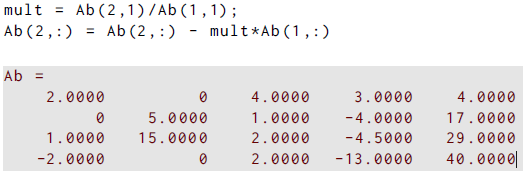 mult = Ab(2,1)/Ab(1,1);
Ab(2,:) = Ab(2,:) - mult*Ab(1,:)
Ab =
2.0000 0 4.0000 3.0000 4.0000
0 5.0000 1.0000 -4.0000 17.0000
1.0000 15.0000 2.0000 -4.5000 29.0000
-2.0000 0 2.0000 -13.0000 40.0000